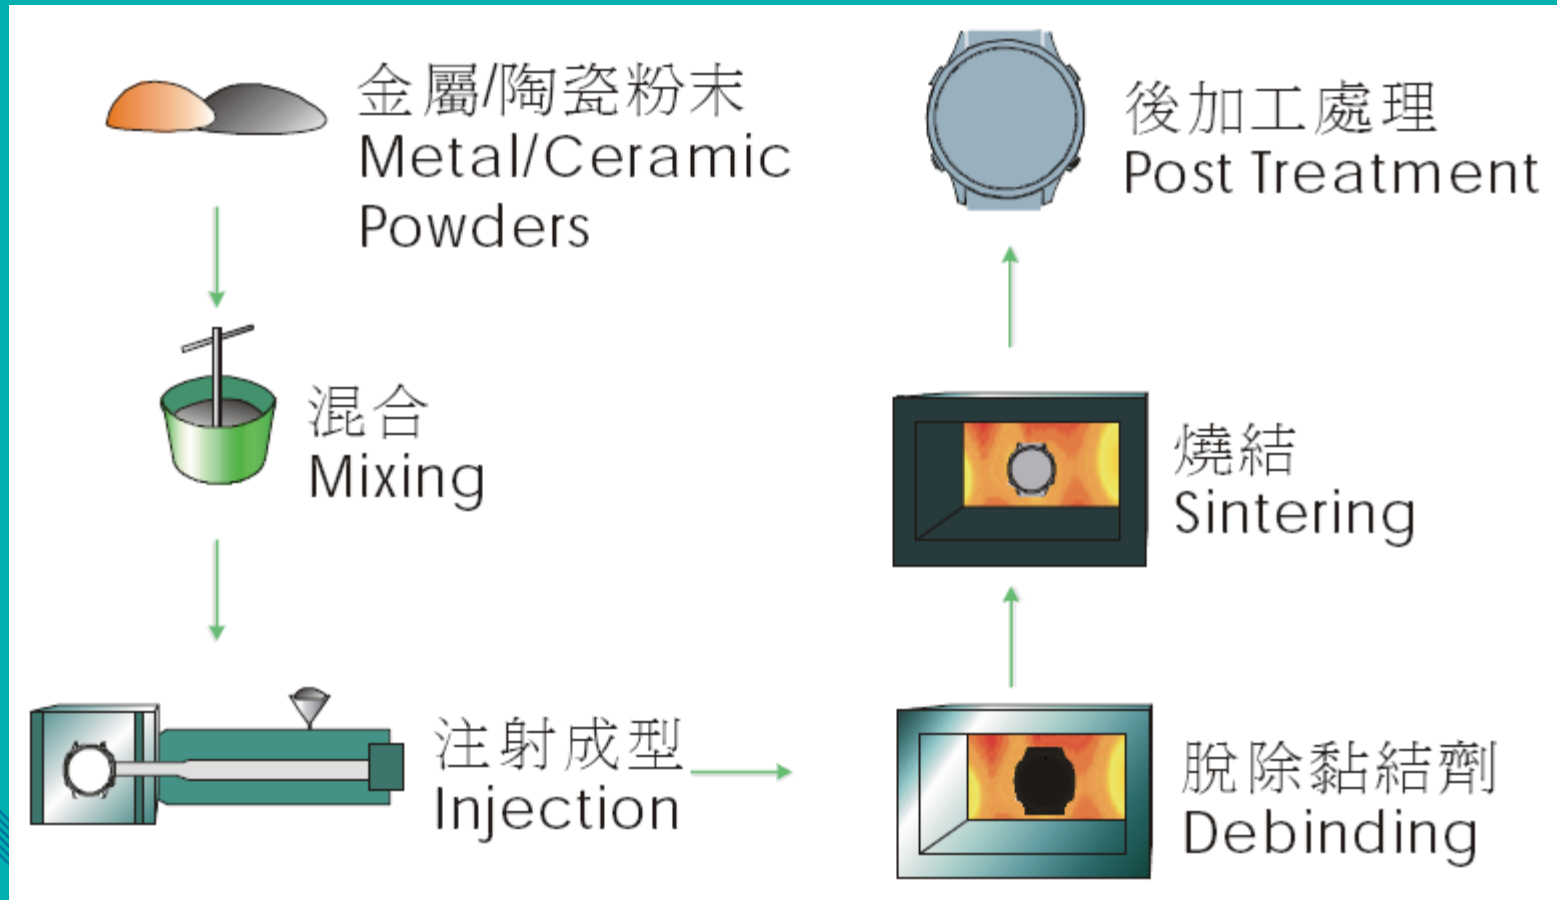 金屬/陶瓷粉末
Metal/Ceramic
Powders
混合
Mixing
注射成型
Injection
脫除黏結劑
Debinding
燒結
Sintering
後加工處理
Post Treatment